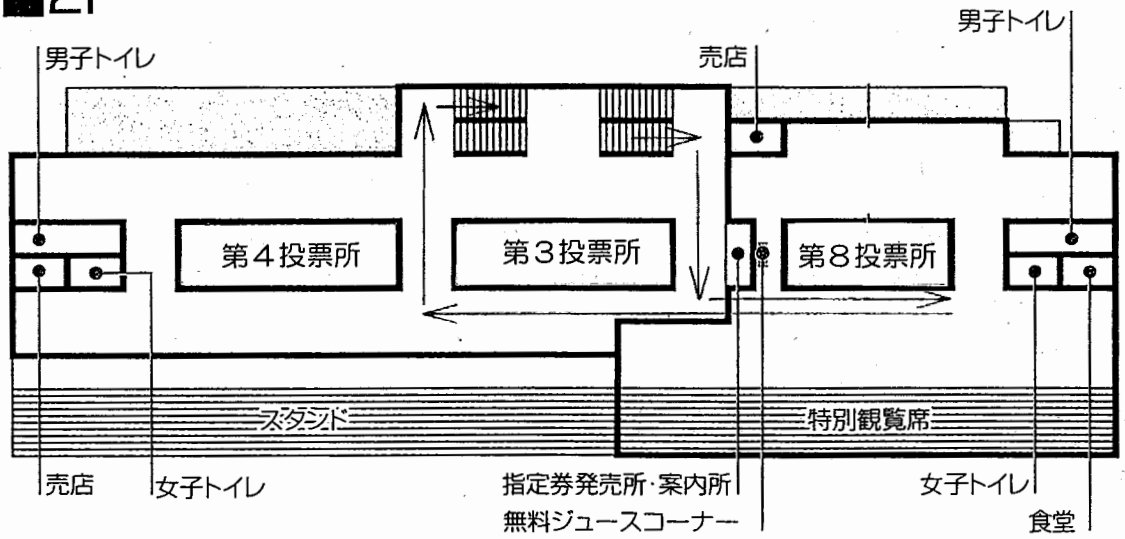 2F
男子トイレ
男子トイレ
売店
第4投票所
第3投票所
第8投票所
スタンド
特別観覧席
売店
女子トイレ
指定券発売所・案内所
無料ジュースコーナー
女子トイレ
食堂